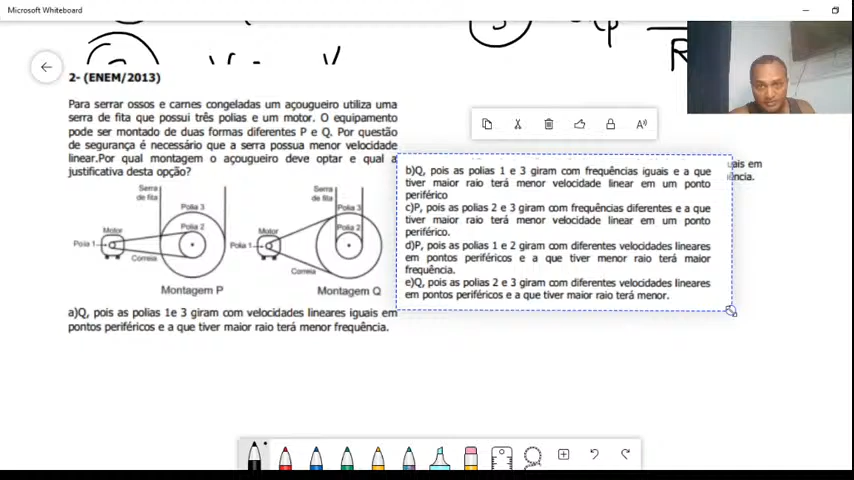 Microsoft Whiteboard
2- (ENEM/2013)
Para serrar ossos e carnes congeladas um açougueiro utiliza uma
serra de fita que possui três polias e um motor. O equipamento
pode ser montado de duas formas diferentes P e Q. Por questão
de segurança é necessário que a serra possua menor velocidade
linear.Por qual montagem o açougueiro deve optar e qual a
justificativa desta opção?
Serra
de fita
Polia 3
Polia 2
Motor
Polia 1
Correia
Montagem P
Serra
de fita
Polia 3
Polia 2
Motor
Polia 1
Correia
Montagem Q
a)Q, pois as polias 1e 3 giram com velocidades lineares iguais em
pontos periféricos e a que tiver maior raio terá menor frequência.
uais em
ência.
b)Q, pois as polias 1 e 3 giram com frequências iguais e a que
tiver maior raio terá menor velocidade linear em um ponto
periférico
c)P, pois as polias 2 e 3 giram com frequências diferentes e a que
tiver maior raio terá menor velocidade linear em um ponto
periférico.
d)P, pois as polias 1 e 2 giram com diferentes velocidades lineares
em pontos periféricos e a que tiver menor raio terá maior
frequência.
e)Q, pois as polias 2 e 3 giram com diferentes velocidades lineares
em pontos periféricos e a que tiver maior raio terá menor.